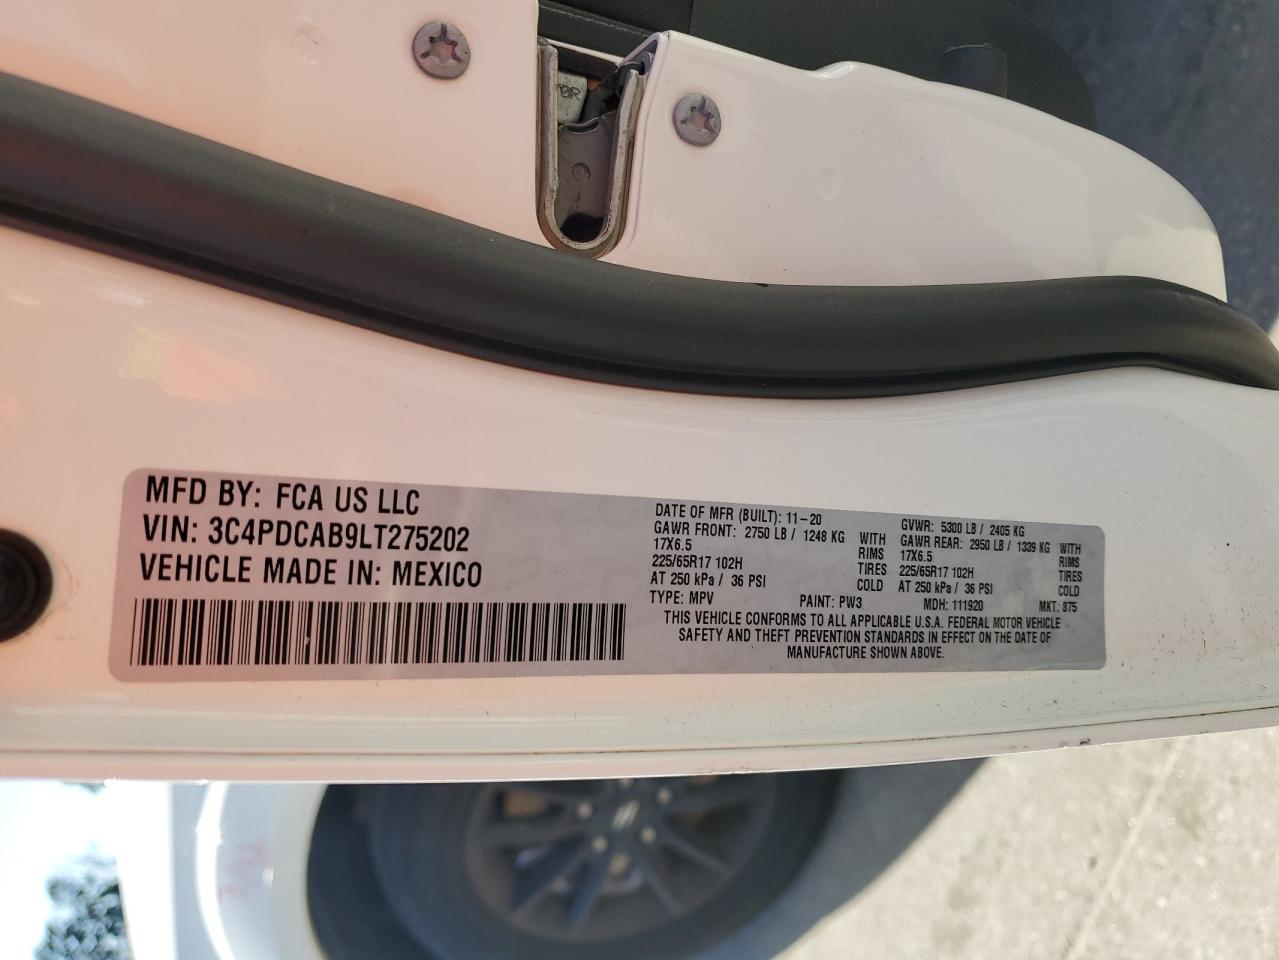 TOR
MFD BY: FCA US LLC
VIN: 3C4PDCAB9LT275202
VEHICLE MADE IN: MEXICO
DATE OF MFR (BUILT): 11-20 GVWR: 5300 LB / 2405 KG
GAWR FRONT: 2750 LB / 1248 KG WITH GAWR REAR: 2950 LB / 1339 KG WITH
17X6.5 RIMS 17X6.5 RIMS
225/65R17 102H TIRES 225/65R17 102H TIRES
AT 250 kPa / 36 PSI COLD AT 250 kPa / 36 PSI COLD
TYPE: MPV PAINT: PW3 MDH: 111920 MKT: 875
THIS VEHICLE CONFORMS TO ALL APPLICABLE U.S.A. FEDERAL MOTOR VEHICLE
SAFETY AND THEFT PREVENTION STANDARDS IN EFFECT ON THE DATE OF
MANUFACTURE SHOWN ABOVE.